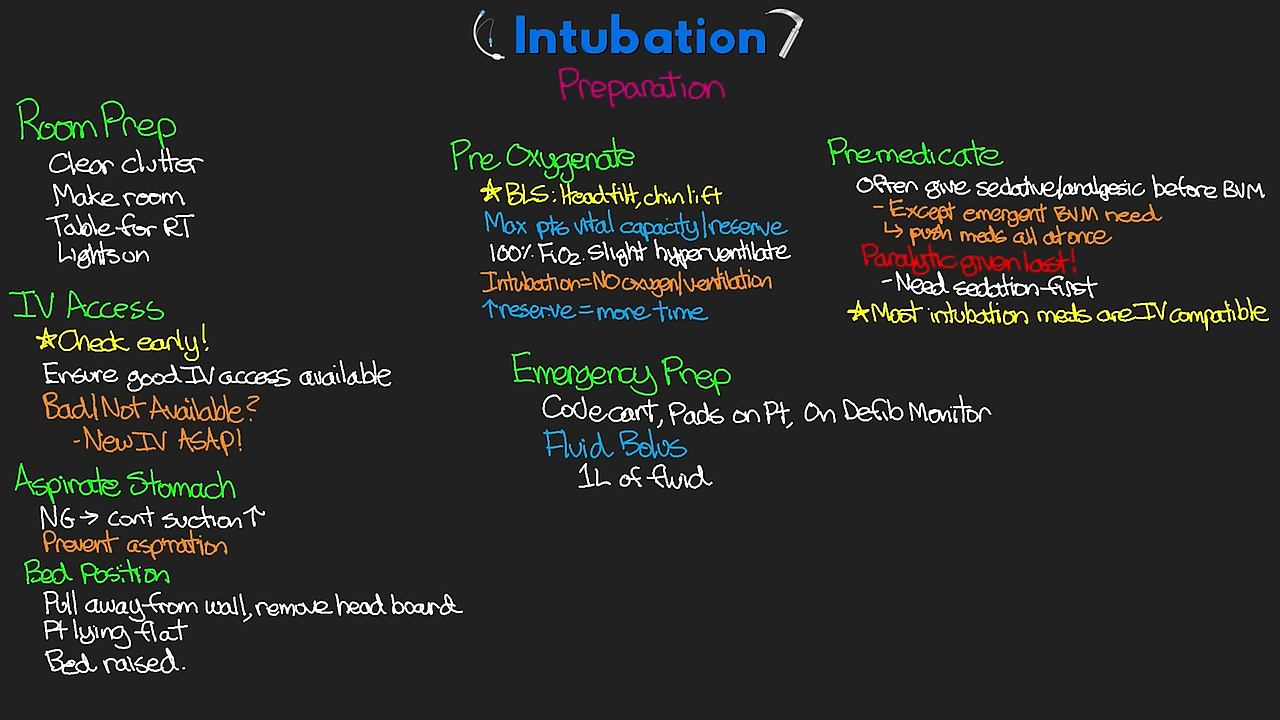 Intubation
Preparation
Room Prep
Clear clutter
Make room
Table for RT
Lights on
IV Access
★Check early!
Ensure good IV access available
Bad/Not Available?
-New IV ASAP!
Aspirate Stomach
NG → cont suction ↑
Prevent aspiration
Bed Position
Pull away from wall, remove head board
Pt lying flat
Bed raised.
Pre Oxygenate
★BLS: Head tilt, chin lift
Max pts vital capacity/reserve
100% FiO2. Slight hyperventilate
Intubation=NO oxygen/ventilation
↑reserve = more time
Emergency Prep
Code cart, Pads on Pt, On Defib Monitor
Fluid Bolus
1L of fluid
Premedicate
Often give sedative/analgesic before BVM
- Except emergent BVM need
↳ push meds all at once
Paralytic given last!
-Need sedation first
★Most intubation meds are IV compatible